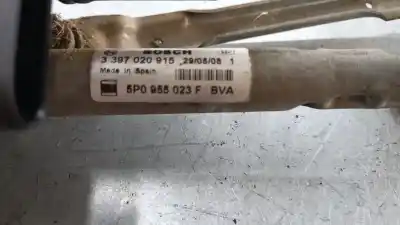 BOSCH
3 397 020 915 29/05/08 1
Made in Spain
5P0 955 023 F BVA